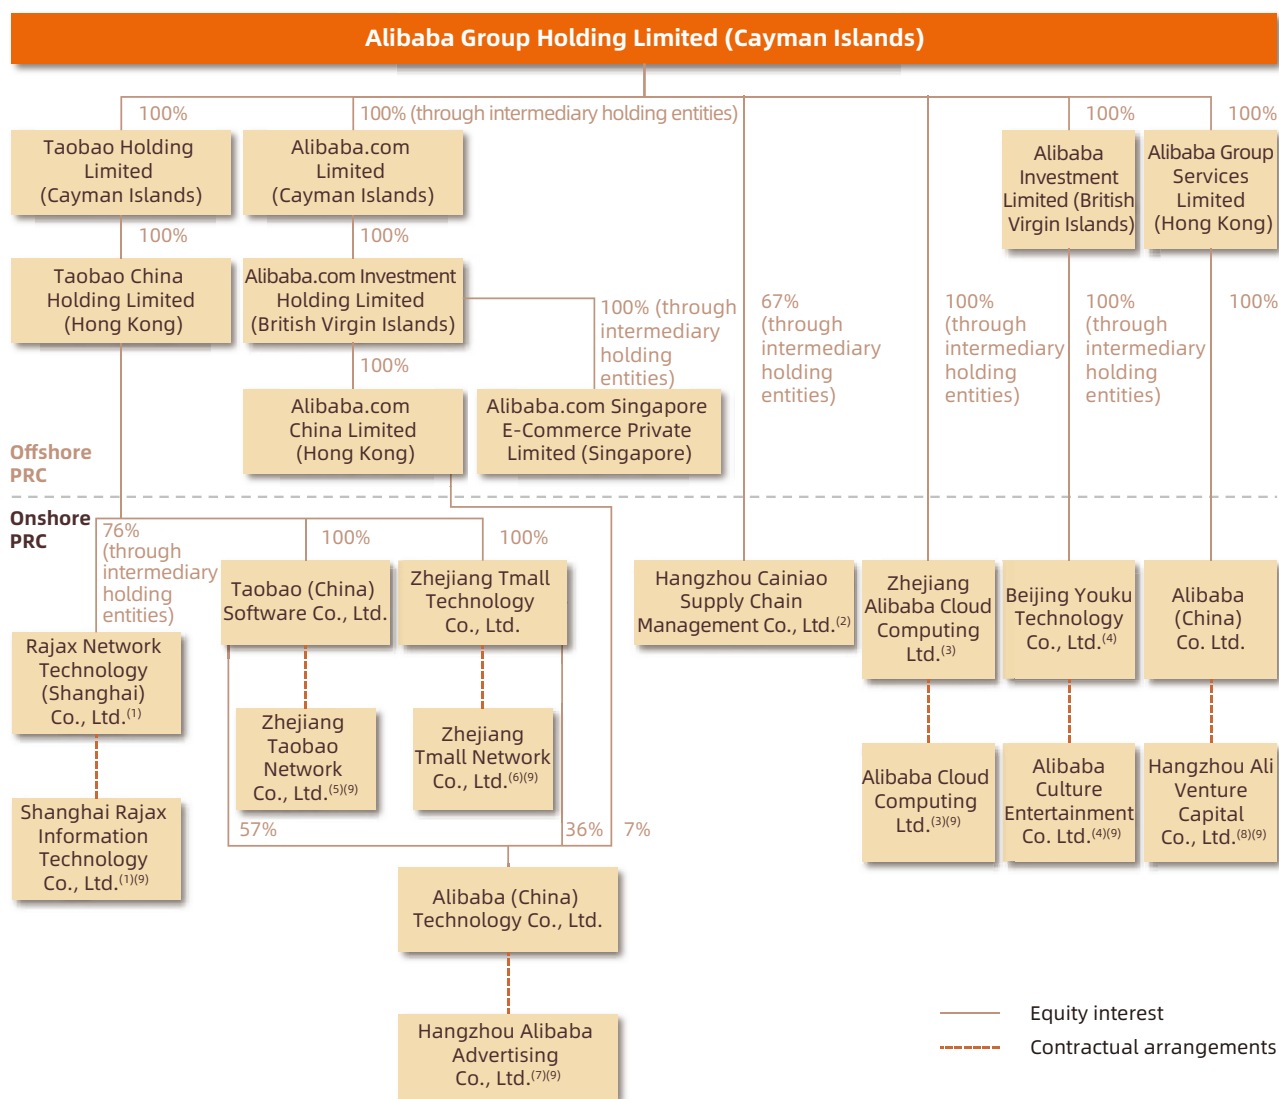 Alibaba Group Holding Limited (Cayman Islands)
100%
100% (through intermediary holding entities)
100%
100%
Taobao Holding
Limited
(Cayman Islands)
Alibaba.com
Limited
(Cayman Islands)
Alibaba
Investment
Limited (British
Virgin Islands)
Alibaba Group
Services
Limited
(Hong Kong)
100%
100%
Taobao China
Holding Limited
(Hong Kong)
Alibaba.com Investment
Holding Limited
(British Virgin Islands)
100% (through
intermediary
holding
entities)
67%
(through
intermediary
holding
entities)
100%
(through
intermediary
holding
entities)
100%
(through
intermediary
holding
entities)
100%
100%
Alibaba.com
China Limited
(Hong Kong)
Alibaba.com Singapore
E-Commerce Private
Limited (Singapore)
Offshore
PRC
Onshore
PRC
76%
(through
intermediary
holding
entities)
100%
100%
Taobao (China)
Software Co., Ltd.
Zhejiang Tmall
Technology
Co., Ltd.
Hangzhou Cainiao
Supply Chain
Management Co., Ltd.(2)
Zhejiang
Alibaba Cloud
Computing
Ltd.(3)
Beijing Youku
Technology
Co., Ltd.(4)
Alibaba
(China)
Co. Ltd.
Rajax Network
Technology
(Shanghai)
Co., Ltd.(1)
Zhejiang
Taobao
Network
Co., Ltd.(5)(9)
Zhejiang
Tmall Network
Co., Ltd.(6)(9)
Alibaba Cloud
Computing
Ltd.(3)(9)
Alibaba
Culture
Entertainment
Co. Ltd.(4)(9)
Hangzhou Ali
Venture
Capital
Co., Ltd.(8)(9)
Shanghai Rajax
Information
Technology
Co., Ltd.(1)(9)
57%
36%
7%
Alibaba (China)
Technology Co., Ltd.
Hangzhou Alibaba
Advertising
Co., Ltd.(7)(9)
Equity interest
Contractual arrangements